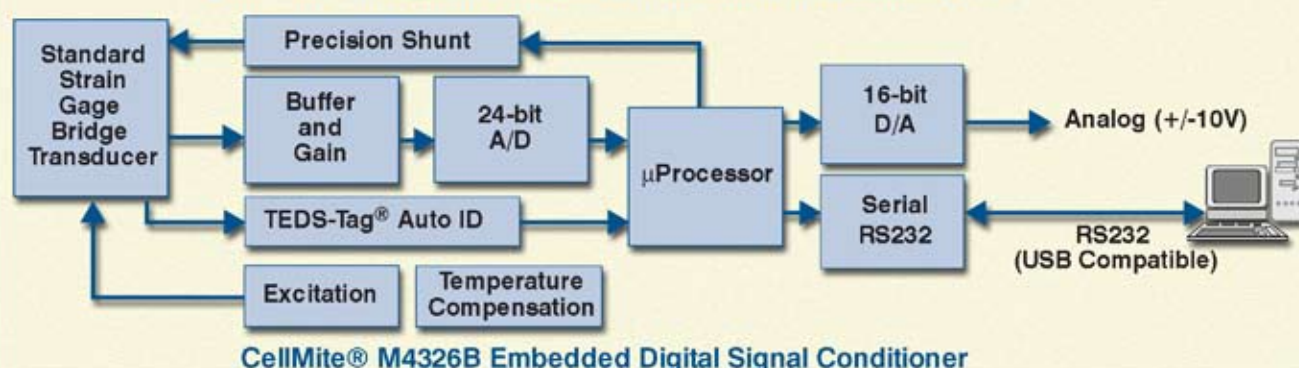 Standard
Strain
Gage
Bridge
Transducer
Precision Shunt
Buffer
and
Gain
24-bit
A/D
TEDS-Tag® Auto ID
Excitation
Temperature
Compensation
µProcessor
16-bit
D/A
Serial
RS232
Analog (+/-10V)
RS232
(USB Compatible)
CellMite® M4326B Embedded Digital Signal Conditioner